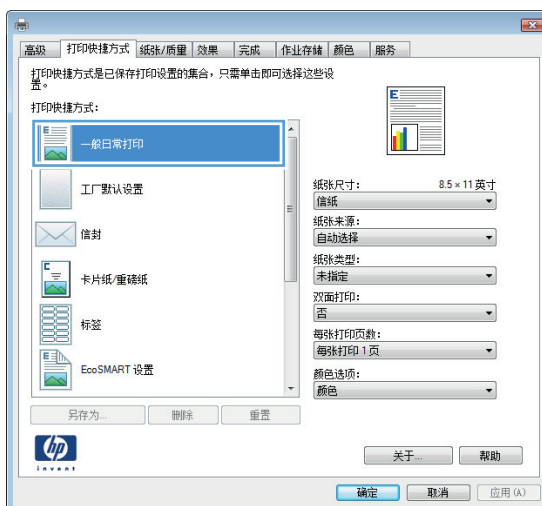 高级 打印快捷方式 纸张/质量 效果 完成 作业存储 颜色 服务
打印快捷方式是已保存打印设置的集合，只需单击即可选择这些设
置。
打印快捷方式：
一般日常打印
工厂默认设置
信封
卡片纸/重磅纸
标签
EcoSMART 设置
另存为... 删除 重置
纸张尺寸： 8.5 × 11 英寸
信纸
纸张来源：
自动选择
纸张类型：
未指定
双面打印：
否
每张打印页数：
每张打印 1 页
颜色选项：
颜色
hp
invent
关于... 帮助
确定 取消 应用 (A)